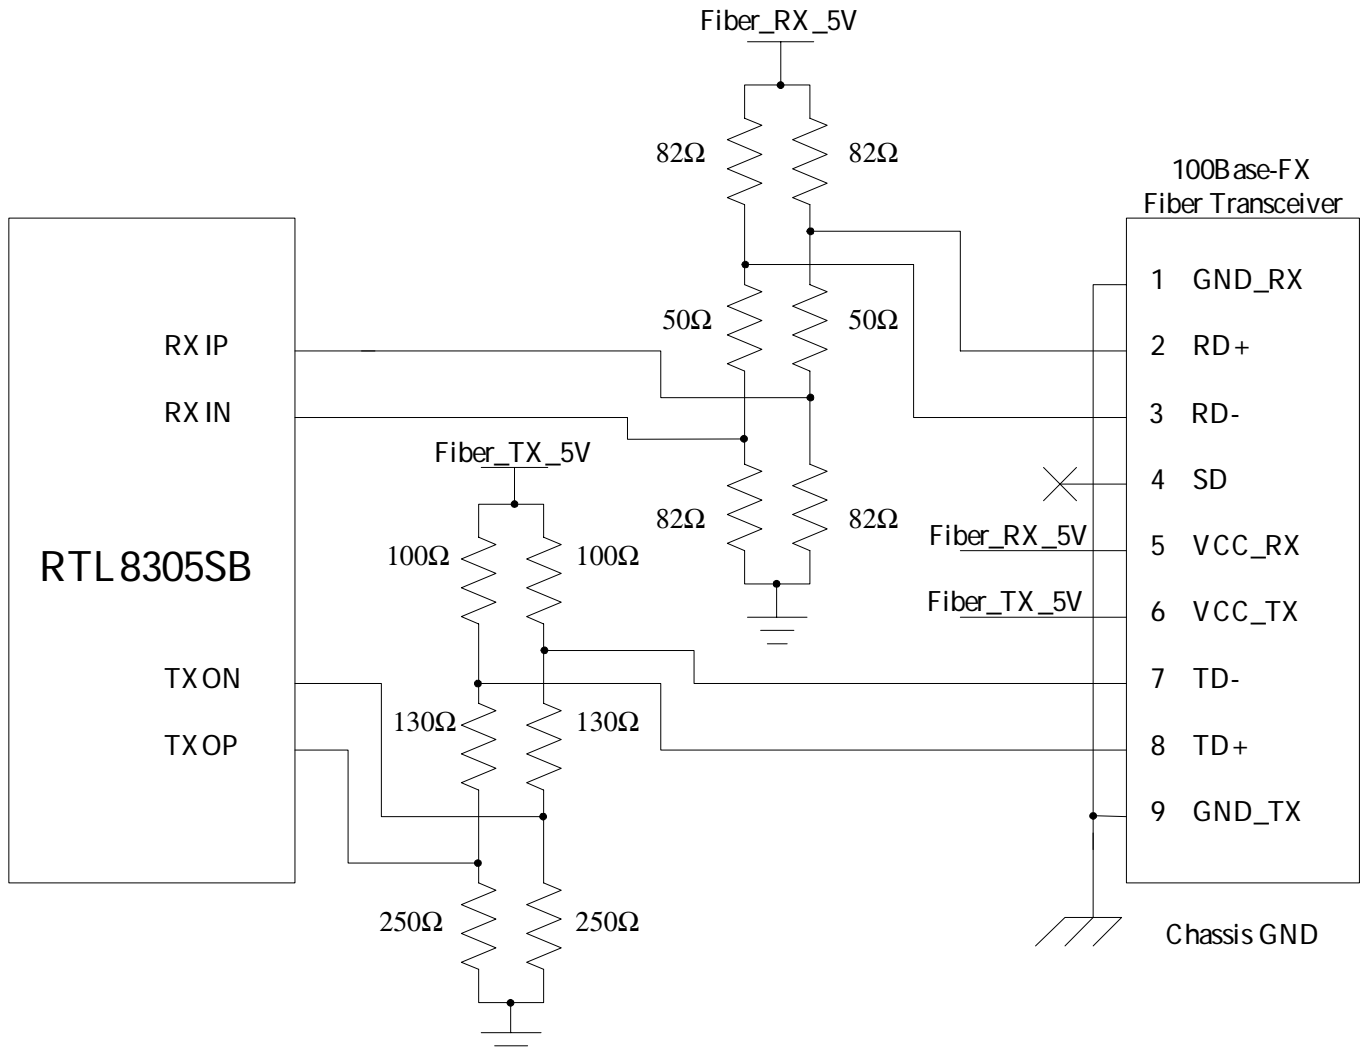 Fiber_RX_5V
82Ω
82Ω
100Base-FX
Fiber Transceiver
1 GND_RX
50Ω
50Ω
RXIP
2 RD+
RXIN
3 RD-
Fiber_TX_5V
4 SD
82Ω
82Ω
Fiber_RX_5V
5 VCC_RX
100Ω
100Ω
RTL8305SB
Fiber_TX_5V
6 VCC_TX
TXON
7 TD-
130Ω
130Ω
TXOP
8 TD+
9 GND_TX
250Ω
250Ω
Chassis GND